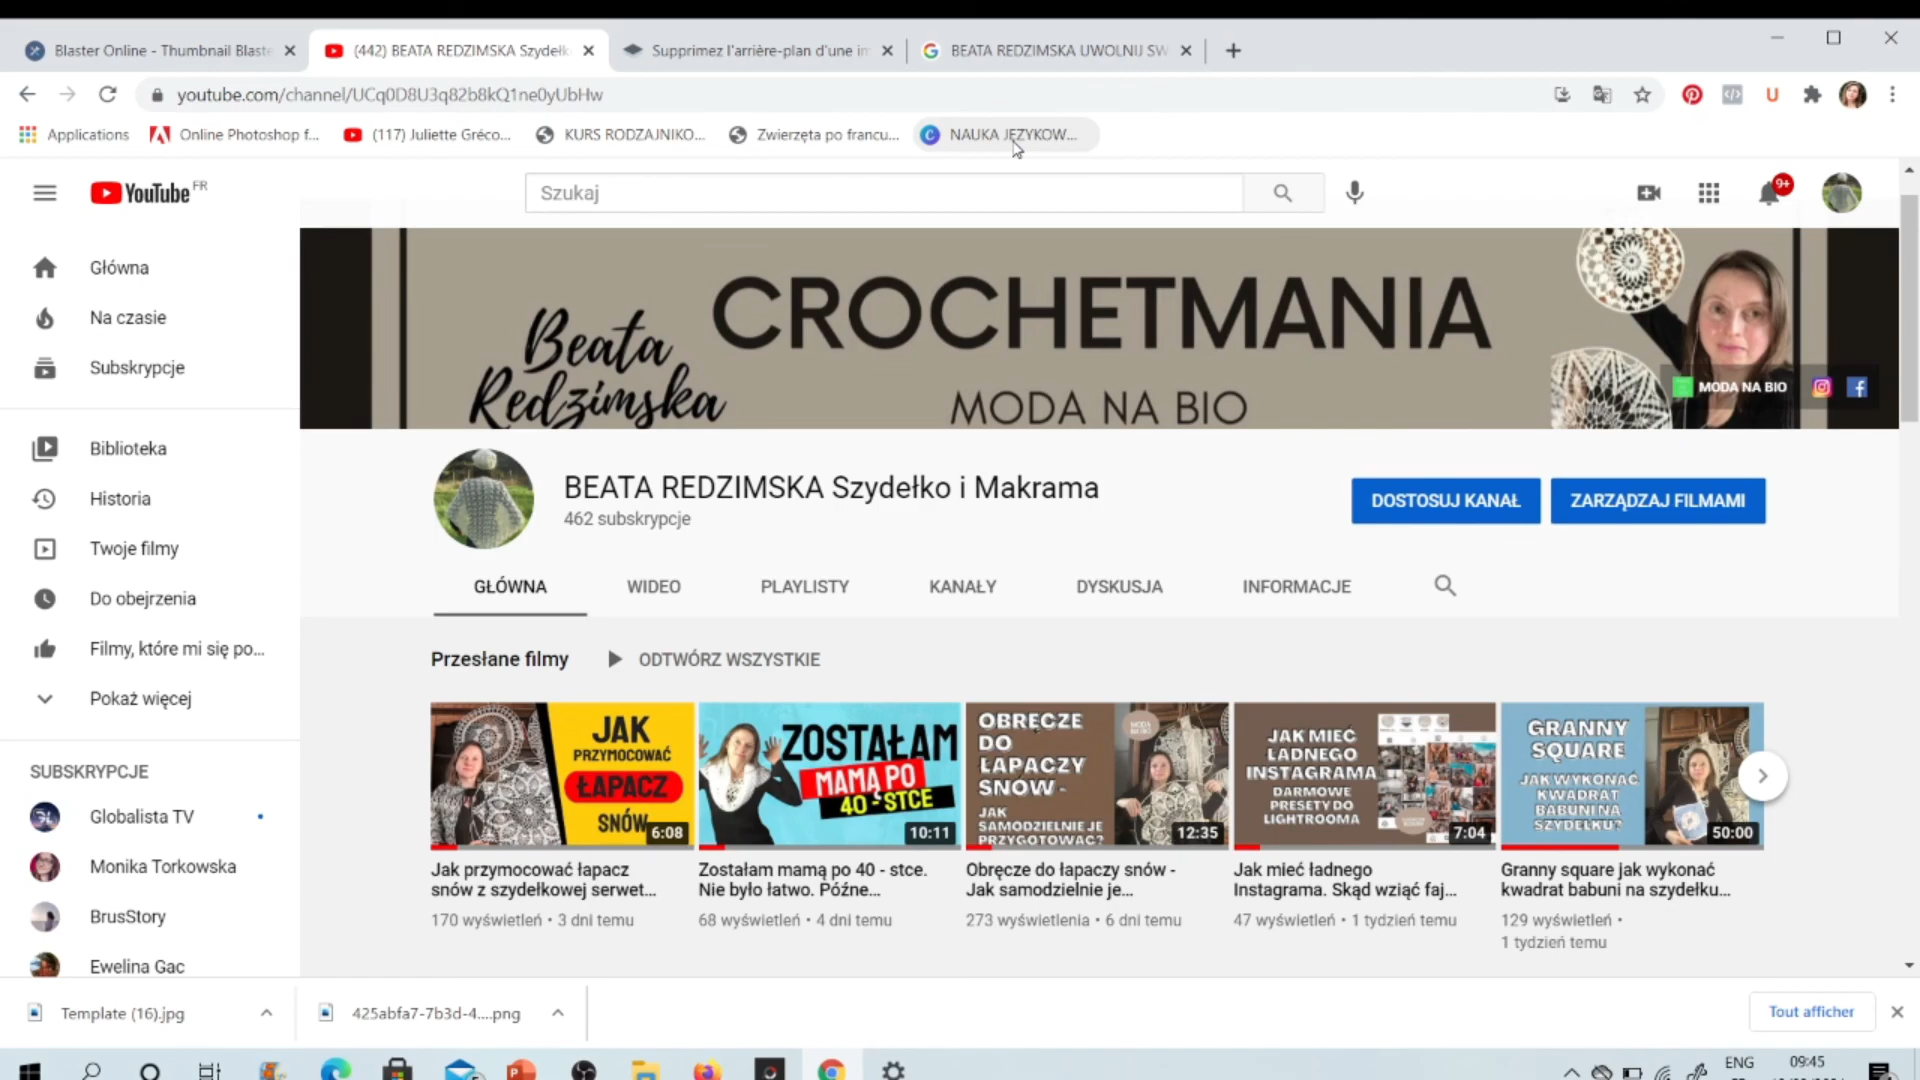 Blaster Online - Thumbnail Blaste
(442) BEATA REDZIMSKA Szydełk
Supprimez l'arrière-plan d'une im
BEATA REDZIMSKA UWOLNIJ SW
youtube.com/channel/UCq0D8U3q82b8kQ1ne0yUbHw
Applications
Online Photoshop f...
(117) Juliette Gréco...
KURS RODZAJNIKO...
Zwierzęta po francu...
NAUKA JĘZYKOW...
YouTube FR
Szukaj
9+
Główna
Na czasie
Subskrypcje
Biblioteka
Historia
Twoje filmy
Do obejrzenia
Filmy, które mi się po...
Pokaż więcej
SUBSKRYPCJE
Globalista TV
Monika Torkowska
BrusStory
Ewelina Gac
Beata
Redzimska
CROCHETMANIA
MODA NA BIO
MODA NA BIO
BEATA REDZIMSKA Szydełko i Makrama
462 subskrypcje
DOSTOSUJ KANAŁ
ZARZĄDZAJ FILMAMI
GŁÓWNA
WIDEO
PLAYLISTY
KANAŁY
DYSKUSJA
INFORMACJE
Przesłane filmy
ODTWÓRZ WSZYSTKIE
JAK
PRZYMOCOWAĆ
ŁAPACZ
SNÓW
6:08
Jak przymocować łapacz
snów z szydełkowej serwet...
170 wyświetleń • 3 dni temu
ZOSTAŁAM
MAMĄ PO
40 - STCE
10:11
Zostałam mamą po 40 - stce.
Nie było łatwo. Późne...
68 wyświetleń • 4 dni temu
OBRĘCZE
DO
ŁAPACZY
SNÓW -
JAK
SAMODZIELNIE JE
PRZYGOTOWAĆ?
12:35
Obręcze do łapaczy snów -
Jak samodzielnie je...
273 wyświetlenia • 6 dni temu
JAK MIEĆ
ŁADNEGO
INSTAGRAMA
DARMOWE
PRESETY DO
LIGHTROOMA
7:04
Jak mieć ładnego
Instagrama. Skąd wziąć faj...
47 wyświetleń • 1 tydzień temu
GRANNY
SQUARE
JAK WYKONAĆ
KWADRAT
BABUNI NA
SZYDEŁKU?
50:00
Granny square jak wykonać
kwadrat babuni na szydełku...
129 wyświetleń •
1 tydzień temu
Template (16).jpg
425abfa7-7b3d-4....png
Tout afficher
ENG
09:45